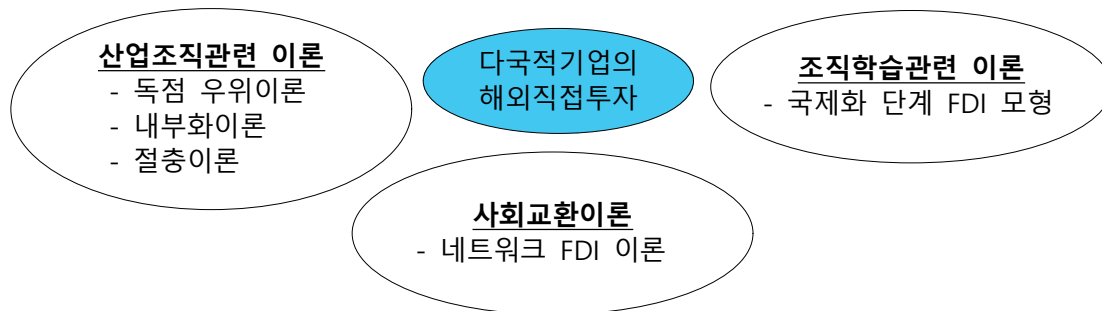 산업조직관련 이론
- 독점 우위이론
- 내부화이론
- 절충이론
다국적기업의
해외직접투자
조직학습관련 이론
- 국제화 단계 FDI 모형
사회교환이론
- 네트워크 FDI 이론